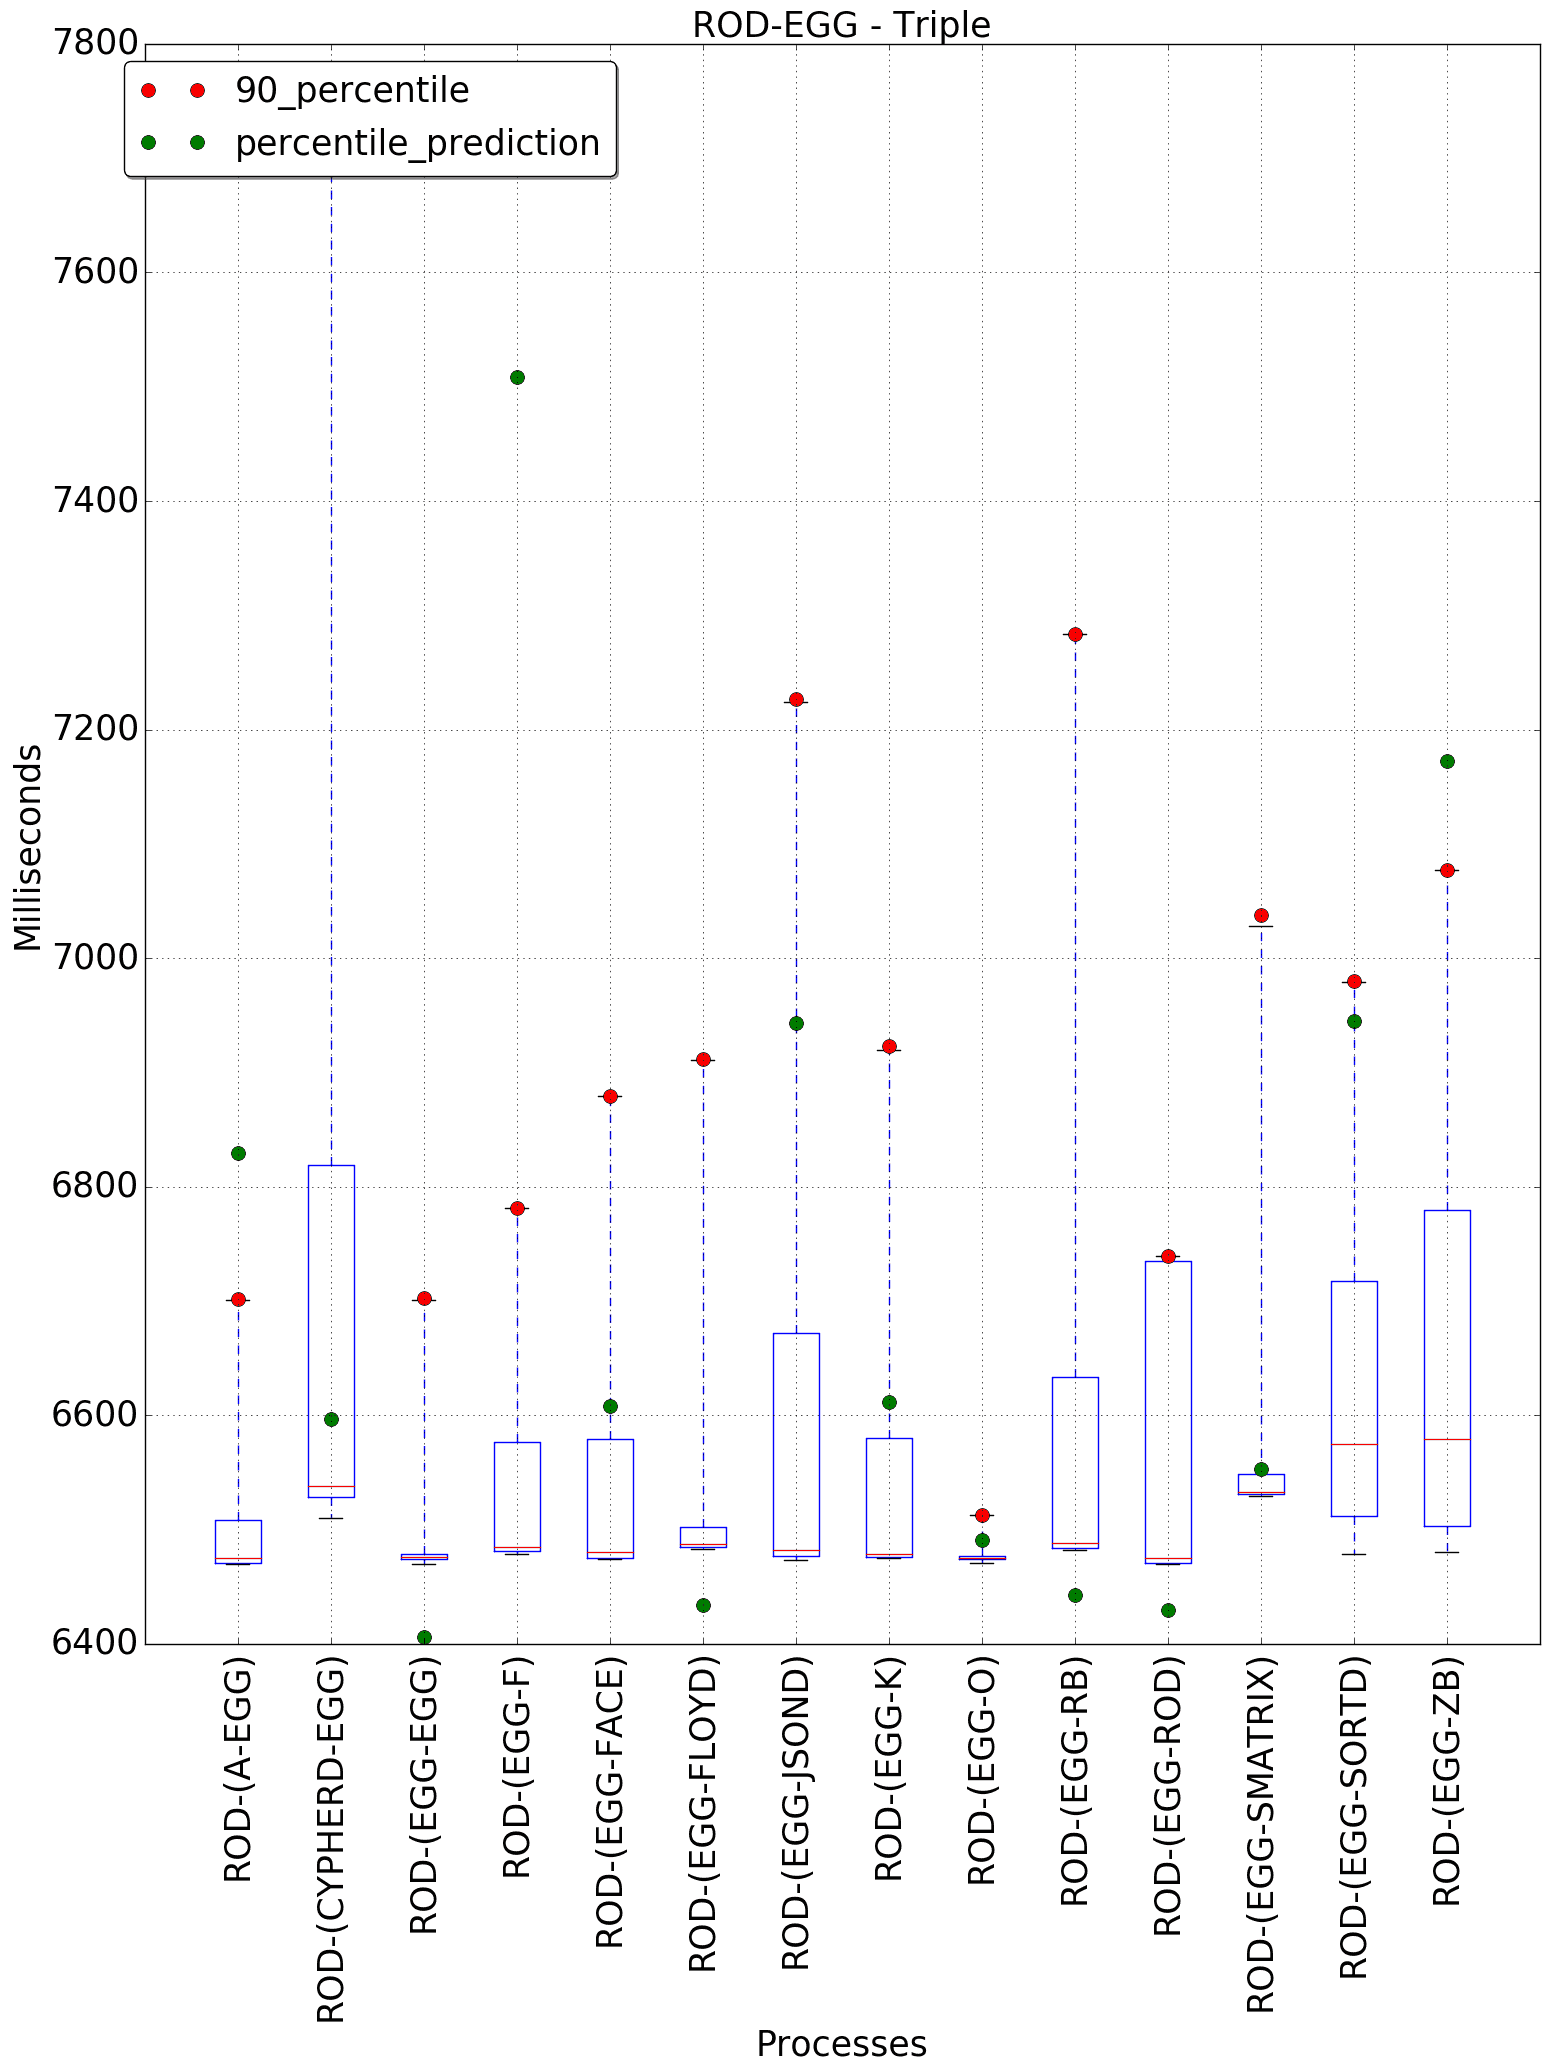 ROD-EGG - Triple
90_percentile
percentile_prediction
7800
7600
7400
7200
7000
6800
6600
6400
Milliseconds
ROD-(A-EGG)
ROD-(CYPHERD-EGG)
ROD-(EGG-EGG)
ROD-(EGG-F)
ROD-(EGG-FACE)
ROD-(EGG-FLOYD)
ROD-(EGG-JSOND)
ROD-(EGG-K)
ROD-(EGG-O)
ROD-(EGG-RB)
ROD-(EGG-ROD)
ROD-(EGG-SMATRIX)
ROD-(EGG-SORTD)
ROD-(EGG-ZB)
Processes